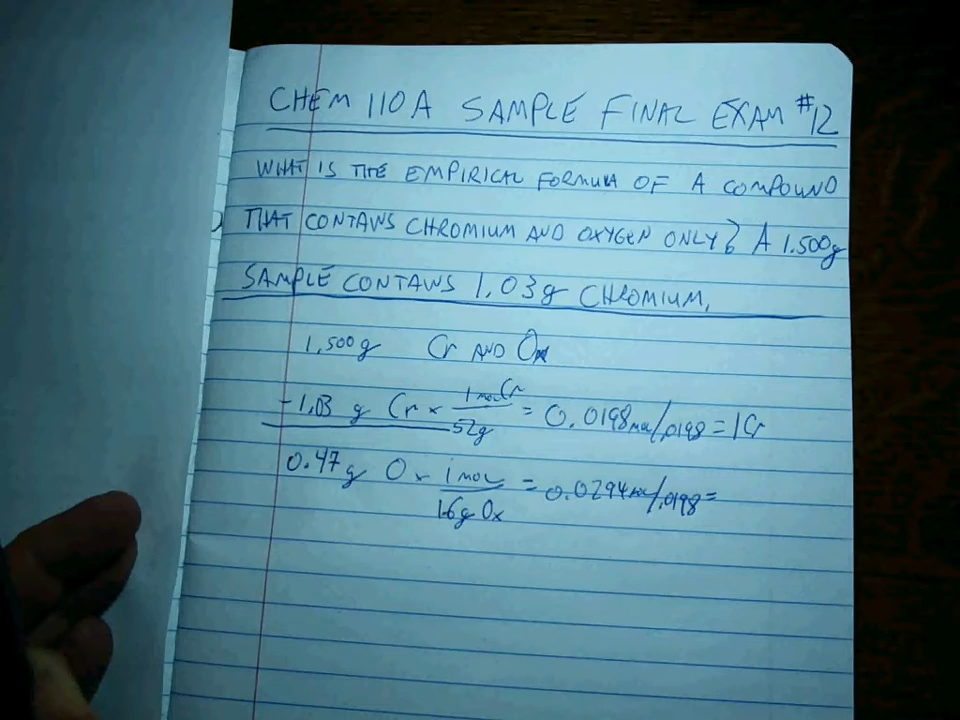 CHEM 110A SAMPLE FINAL EXAM #12
WHAT IS THE EMPIRICAL FORMULA OF A COMPOUND
THAT CONTAINS CHROMIUM AND OXYGEN ONLY? A 1.500g
SAMPLE CONTAINS 1.03g CHROMIUM.
1.500g Cr AND Ox
-1.03 g Cr x 1 mol Cr / 52g = 0.0198 mol/.0198 = 1 Cr
0.47g O x 1 mol / 16g Ox = 0.0294 mol/.0198 =